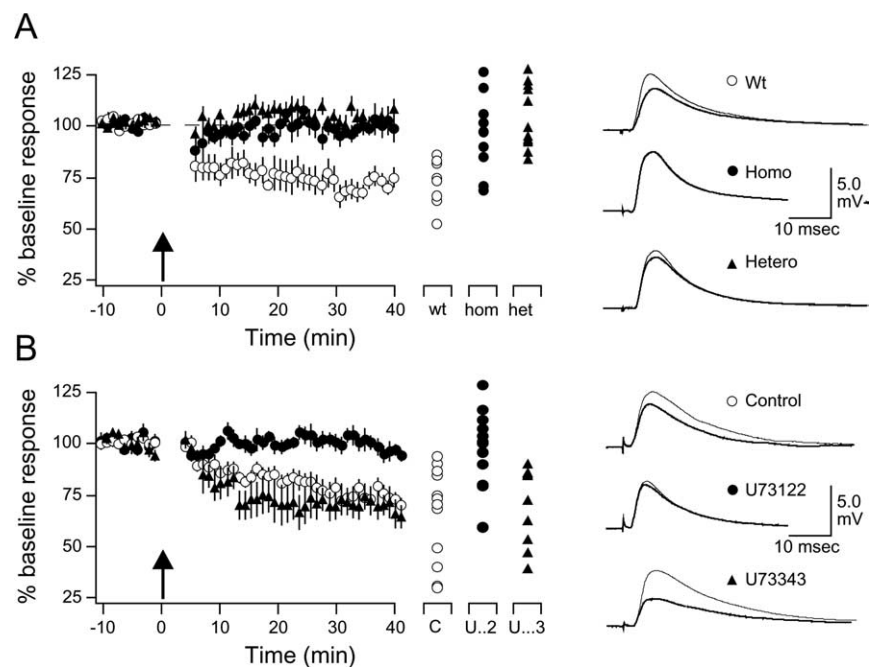 A
% baseline response
125
100
75
50
25
-10
0
10
20
30
40
Time (min)
wt
hom
het
Wt
Homo
Hetero
5.0
mV
10 msec
B
% baseline response
125
100
75
50
25
-10
0
10
20
30
40
Time (min)
C
U..2
U...3
Control
U73122
U73343
5.0
mV
10 msec